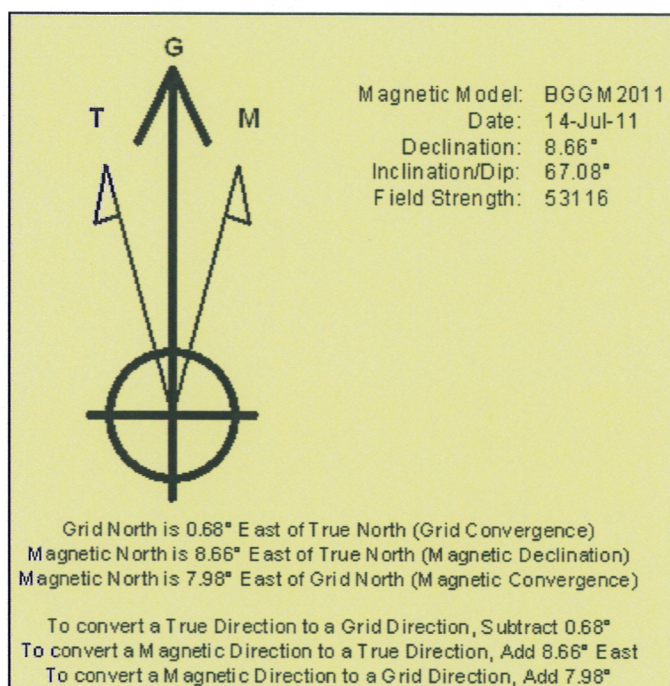 G
T
M
Magnetic Model: BGGM2011
Date: 14-Jul-11
Declination: 8.66°
Inclination/Dip: 67.08°
Field Strength: 53116
Grid North is 0.68° East of True North (Grid Convergence)
Magnetic North is 8.66° East of True North (Magnetic Declination)
Magnetic North is 7.98° East of Grid North (Magnetic Convergence)
To convert a True Direction to a Grid Direction, Subtract 0.68°
To convert a Magnetic Direction to a True Direction, Add 8.66° East
To convert a Magnetic Direction to a Grid Direction, Add 7.98°